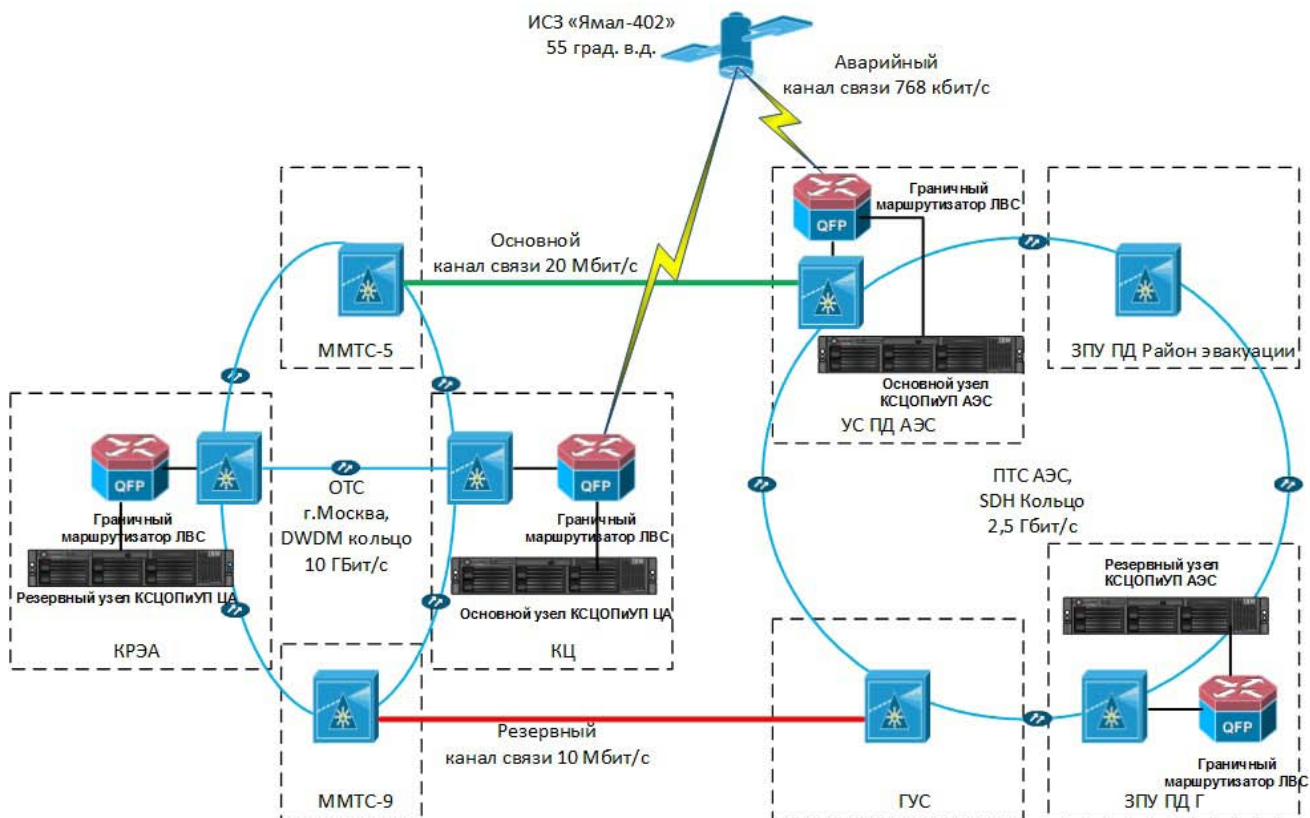 ИСЗ «Ямал-402»
55 град. в.д.
Аварийный
канал связи 768 кбит/с
Основной
канал связи 20 Мбит/с
ММТС-5
Граничный
маршрутизатор ЛВС
QFP
Основной узел
КСЦОПиУП АЭС
УС ПД АЭС
ЗПУ ПД Район эвакуации
QFP
Граничный
маршрутизатор ЛВС
Резервный узел КСЦОПиУП ЦА
КРЭА
ОТС
г.Москва,
DWDM кольцо
10 ГБит/с
QFP
Граничный
маршрутизатор ЛВС
Основной узел КСЦОПиУП ЦА
КЦ
ПТС АЭС,
SDH Кольцо
2,5 Гбит/с
Резервный узел
КСЦОПиУП АЭС
QFP
Граничный
маршрутизатор ЛВС
ЗПУ ПД Г
Резервный
канал связи 10 Мбит/с
ММТС-9
ГУС